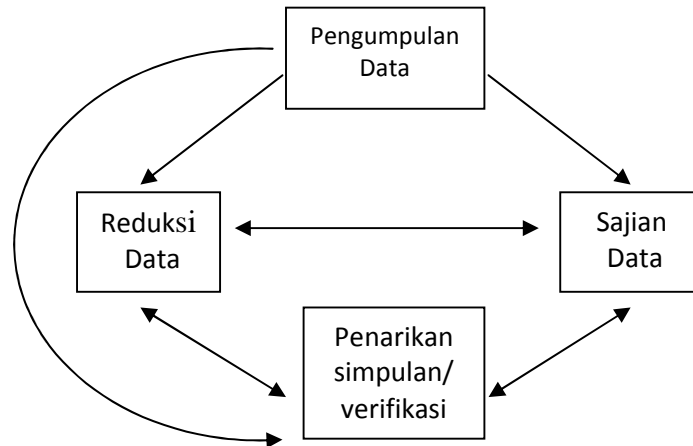 Pengumpulan
Data
Reduksi
Data
Sajian
Data
Penarikan
simpulan/
verifikasi